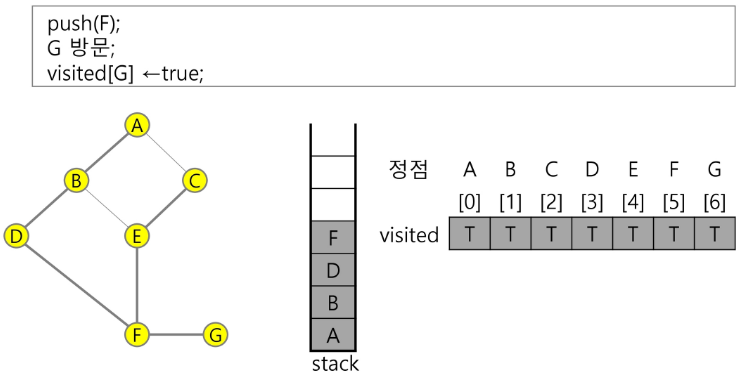 push(F);
G 방문;
visited[G] ←true;
A
B
C
D
E
F
G
F
D
B
A
stack
정점 A B C D E F G
[0] [1] [2] [3] [4] [5] [6]
visited T T T T T T T